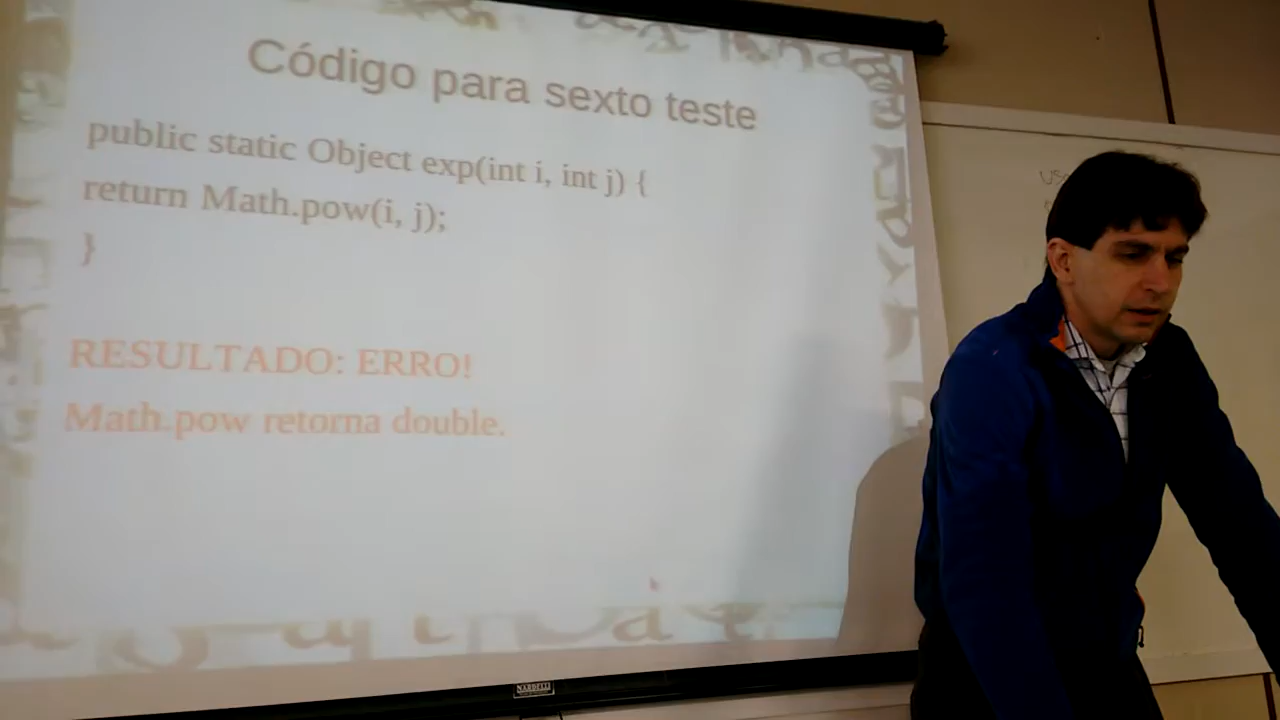 Código para sexto teste
public static Object exp(int i, int j) {
return Math.pow(i, j);
}
RESULTADO: ERRO!
Math.pow retorna double.
NARDELLI